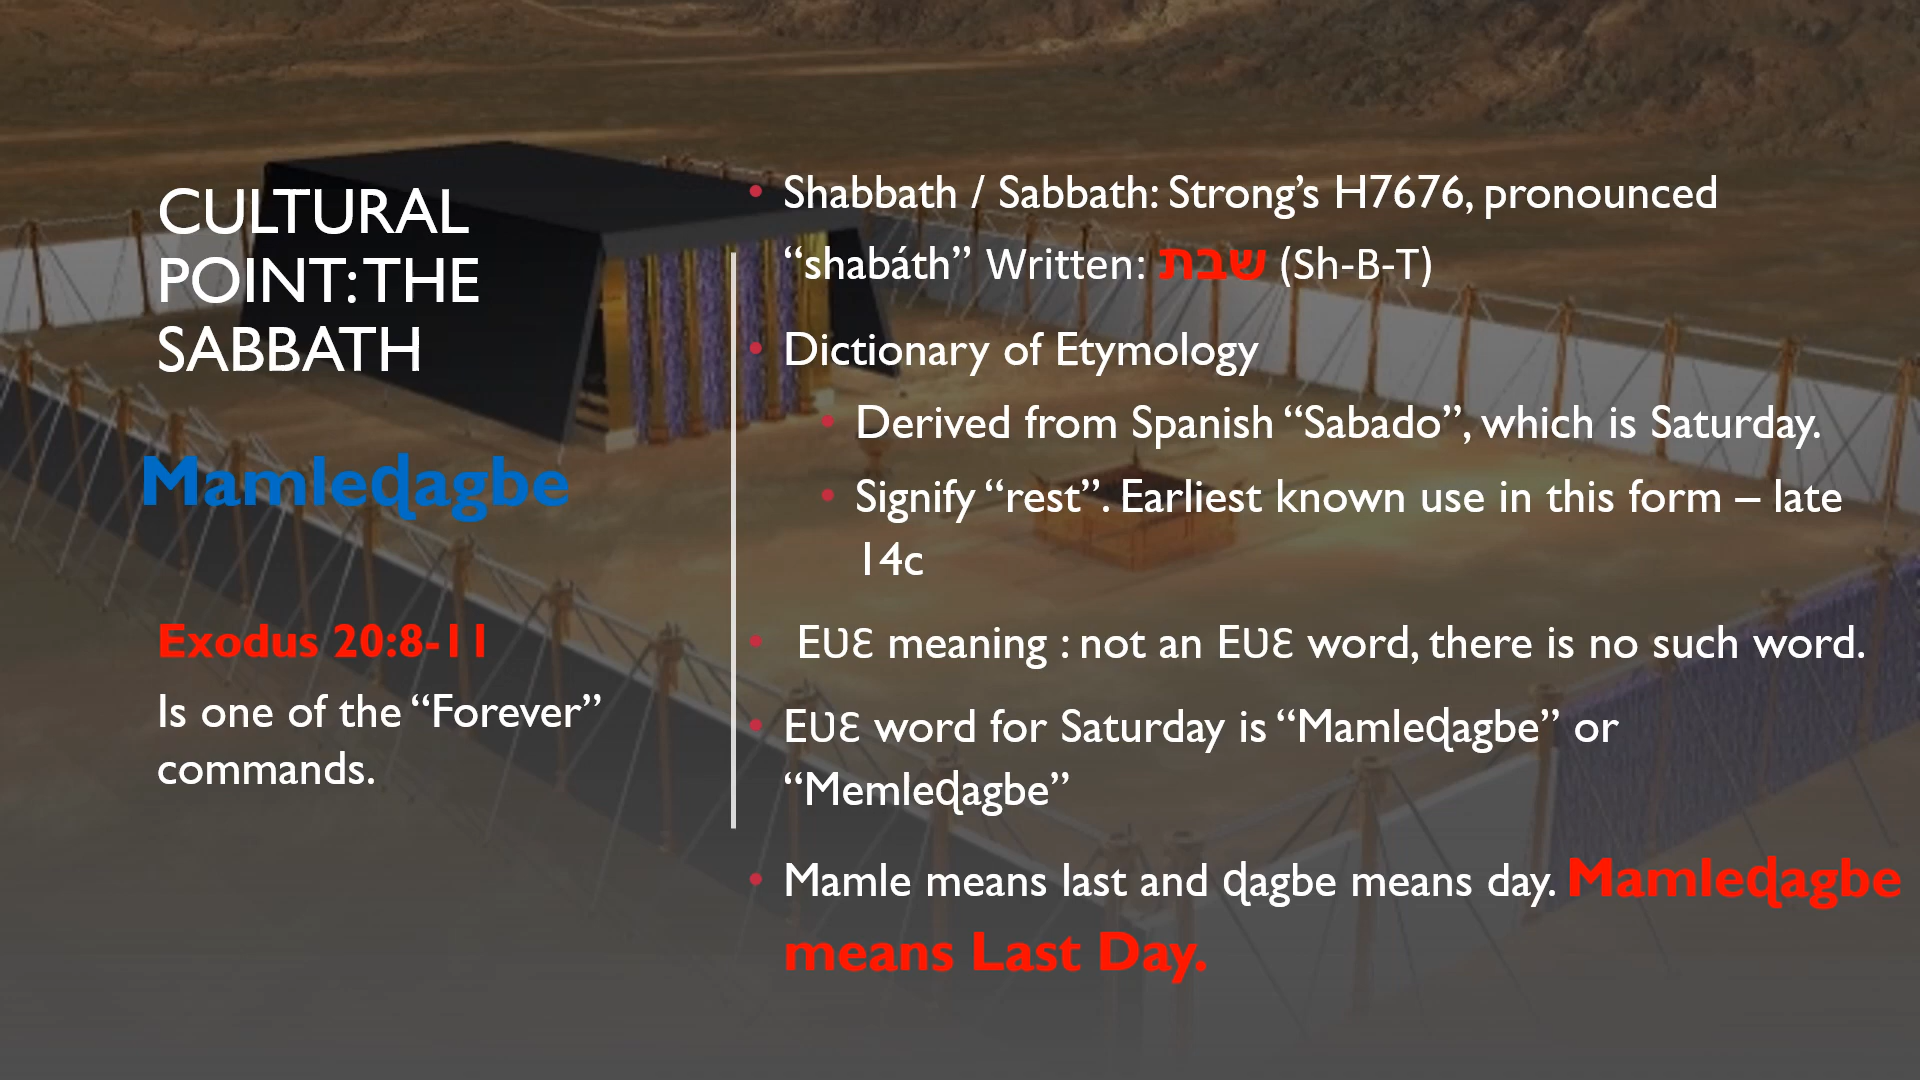 CULTURAL
POINT: THE
SABBATH
Mamleɖagbe
Exodus 20:8-11
Is one of the “Forever”
commands.
• Shabbath / Sabbath: Strong’s H7676, pronounced
“shabáth” Written: שבת (Sh-B-T)
• Dictionary of Etymology
• Derived from Spanish “Sabado”, which is Saturday.
• Signify “rest”. Earliest known use in this form – late
14c
• EƲƐ meaning : not an EƲƐ word, there is no such word.
• EƲƐ word for Saturday is “Mamleɖagbe” or
“Memleɖagbe”
• Mamle means last and ɖagbe means day. Mamleɖagbe
means Last Day.